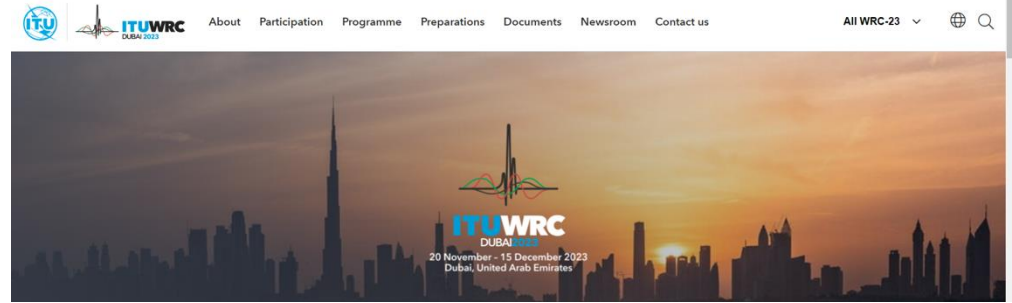 ITU
ITUWRC
DUBAI 2023
About Participation Programme Preparations Documents Newsroom Contact us
All WRC-23
ITUWRC
DUBAI2023
20 November - 15 December 2023
Dubai, United Arab Emirates